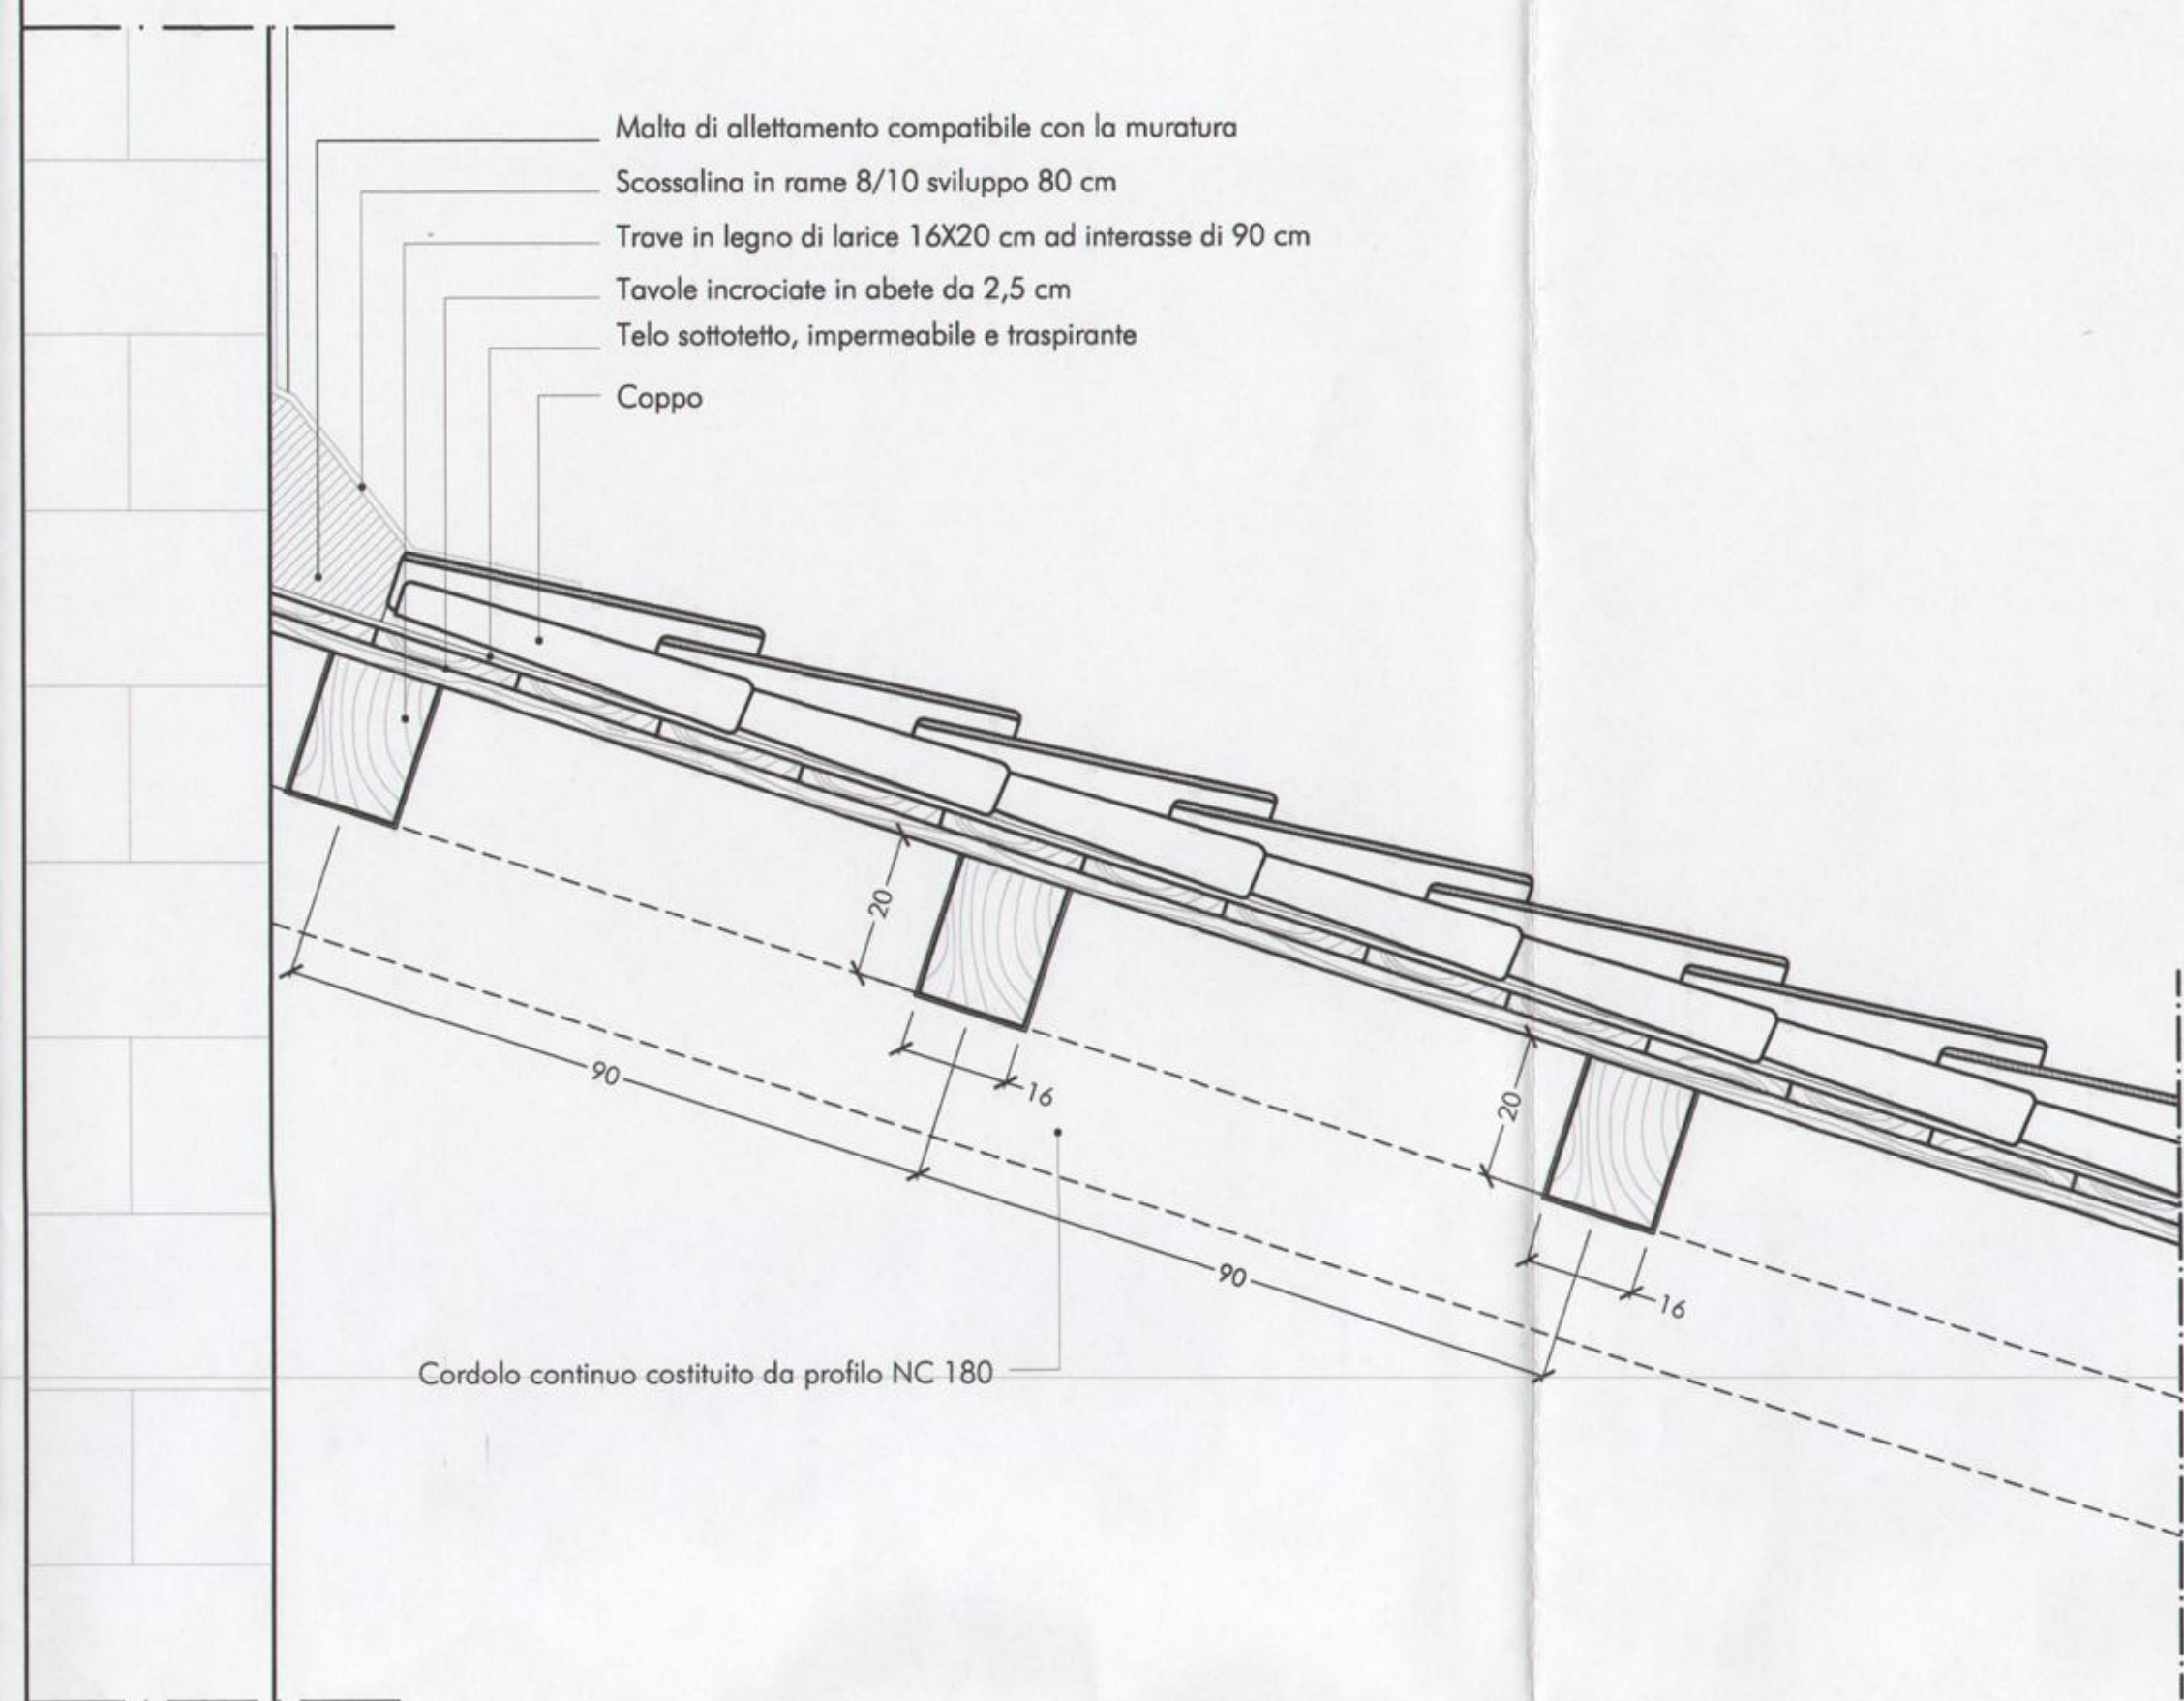 Malta di allettamento compatibile con la muratura
Scossalina in rame 8/10 sviluppo 80 cm
Trave in legno di larice 16X20 cm ad interasse di 90 cm
Tavole incrociate in abete da 2,5 cm
Telo sottotetto, impermeabile e traspirante
Coppo
20
90
16
20
90
16
Cordolo continuo costituito da profilo NC 180